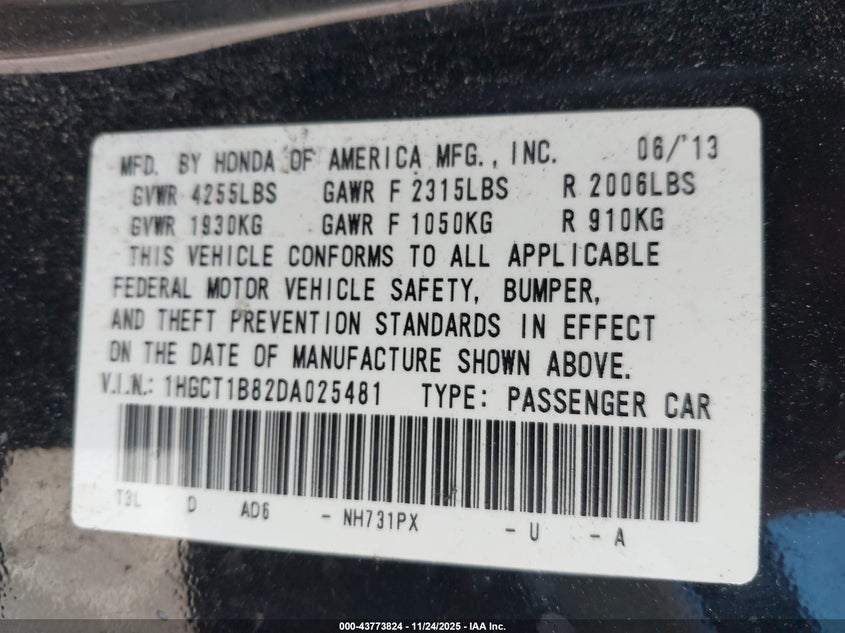 MFD. BY HONDA OF AMERICA MFG., INC. 06/'13
GVWR 4255LBS GAWR F 2315LBS R 2006LBS
GVWR 1930KG GAWR F 1050KG R 910KG
THIS VEHICLE CONFORMS TO ALL APPLICABLE
FEDERAL MOTOR VEHICLE SAFETY, BUMPER,
AND THEFT PREVENTION STANDARDS IN EFFECT
ON THE DATE OF MANUFACTURE SHOWN ABOVE.
V.I.N.: 1HGCT1B82DA025481 TYPE: PASSENGER CAR
T3L D AD6 - NH731PX - U - A
000-43773824 - 11/24/2025 - IAA Inc.